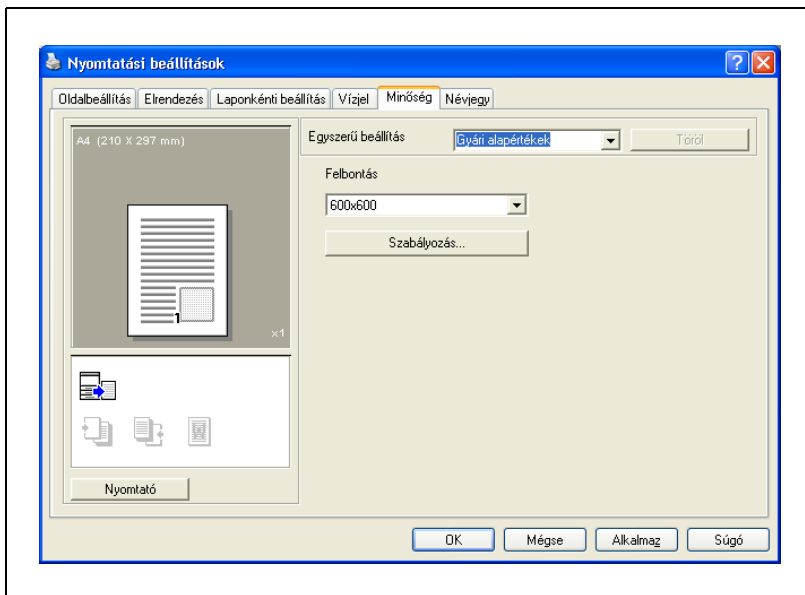 Nyomtatási beállítások
Oldalbeállítás Elrendezés Laponkénti beállítás Vízjel Minőség Névjegy
A4 (210 X 297 mm)
Egyszerű beállítás Gyári alapértékek Töröl
Felbontás
600x600
Szabályozás...
1
x1
Nyomtató
OK Mégse Alkalmaz Súgó